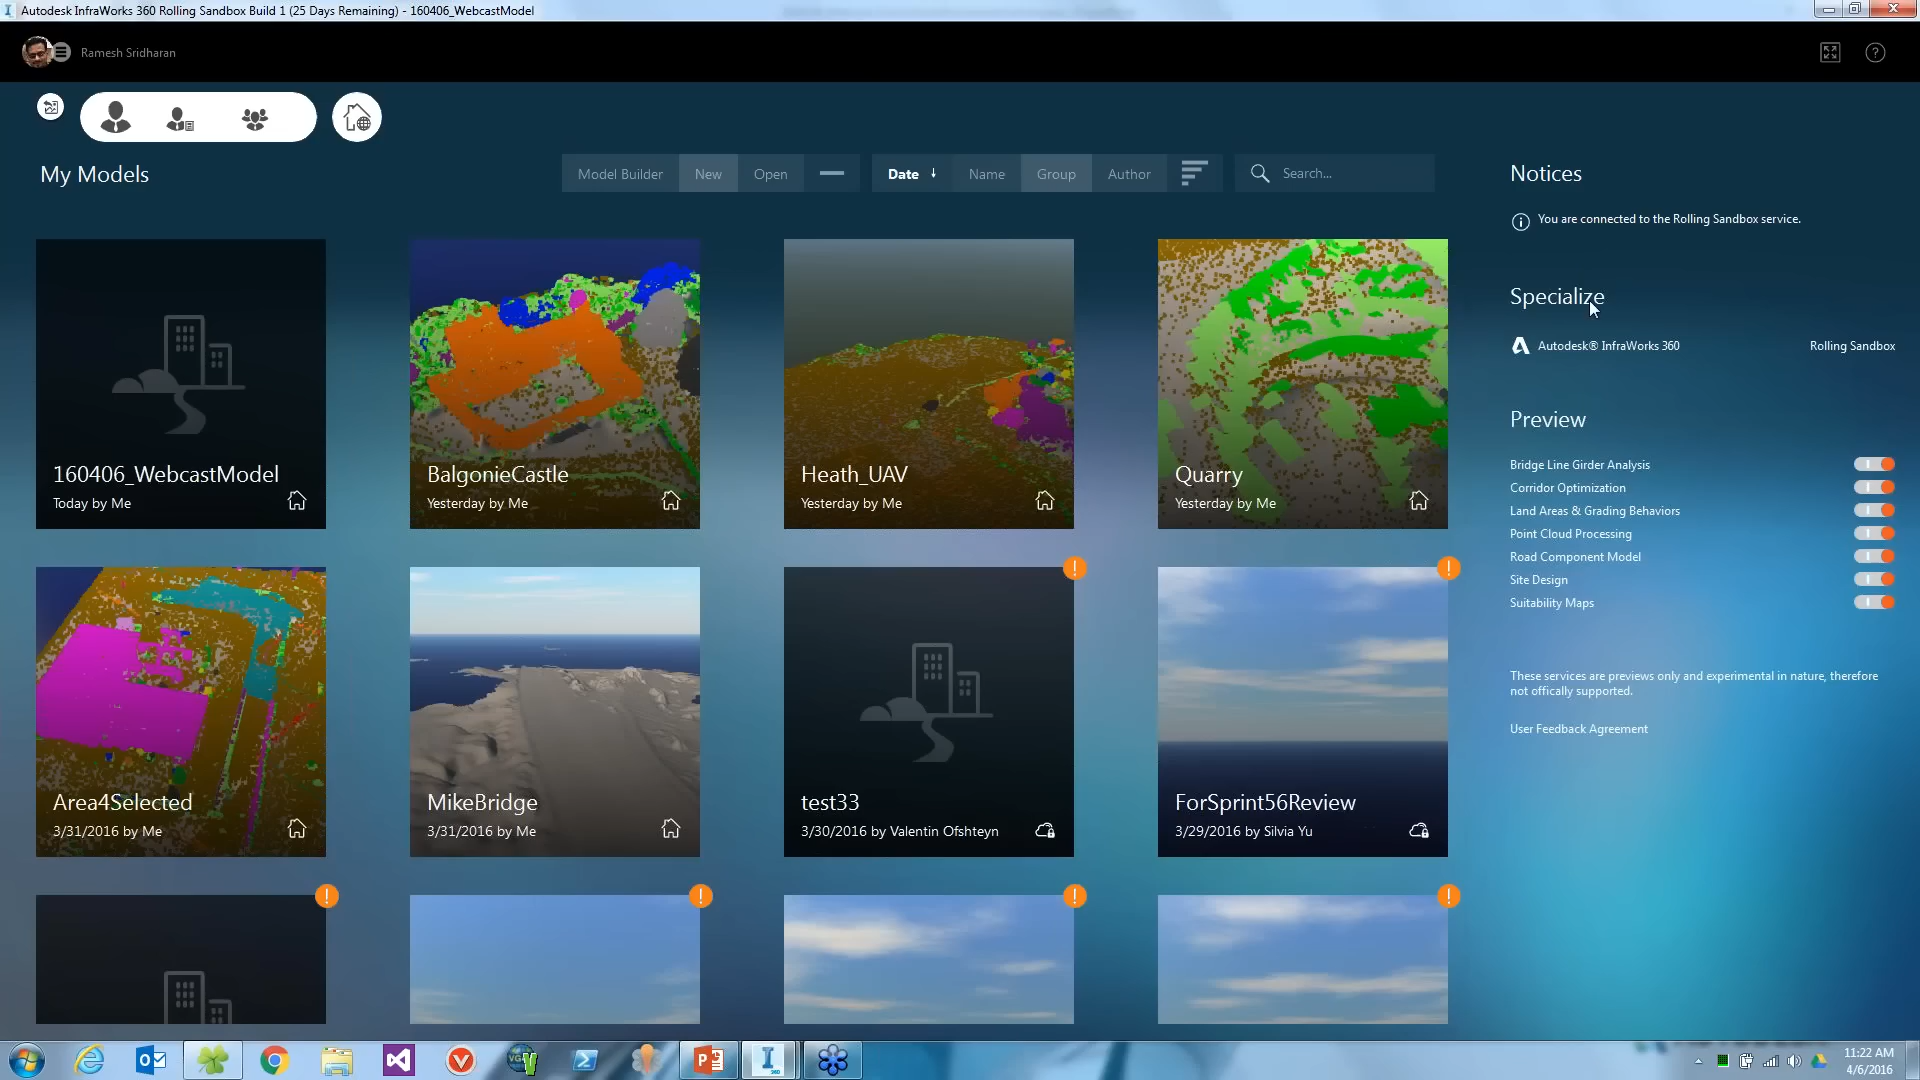 Autodesk InfraWorks 360 Rolling Sandbox Build 1 (25 Days Remaining) - 160406_WebcastModel
Ramesh Sridharan
My Models
Model Builder
New
Open
Date ↓
Name
Group
Author
Search...
160406_WebcastModel
Today by Me
BalgonieCastle
Yesterday by Me
Heath_UAV
Yesterday by Me
Quarry
Yesterday by Me
Area4Selected
3/31/2016 by Me
MikeBridge
3/31/2016 by Me
test33
3/30/2016 by Valentin Ofshteyn
ForSprint56Review
3/29/2016 by Silvia Yu
Notices
You are connected to the Rolling Sandbox service.
Specialize
Autodesk® InfraWorks 360 Rolling Sandbox
Preview
Bridge Line Girder Analysis
Corridor Optimization
Land Areas & Grading Behaviors
Point Cloud Processing
Road Component Model
Site Design
Suitability Maps
These services are previews only and experimental in nature, therefore
not offically supported.
User Feedback Agreement
11:22 AM
4/6/2016